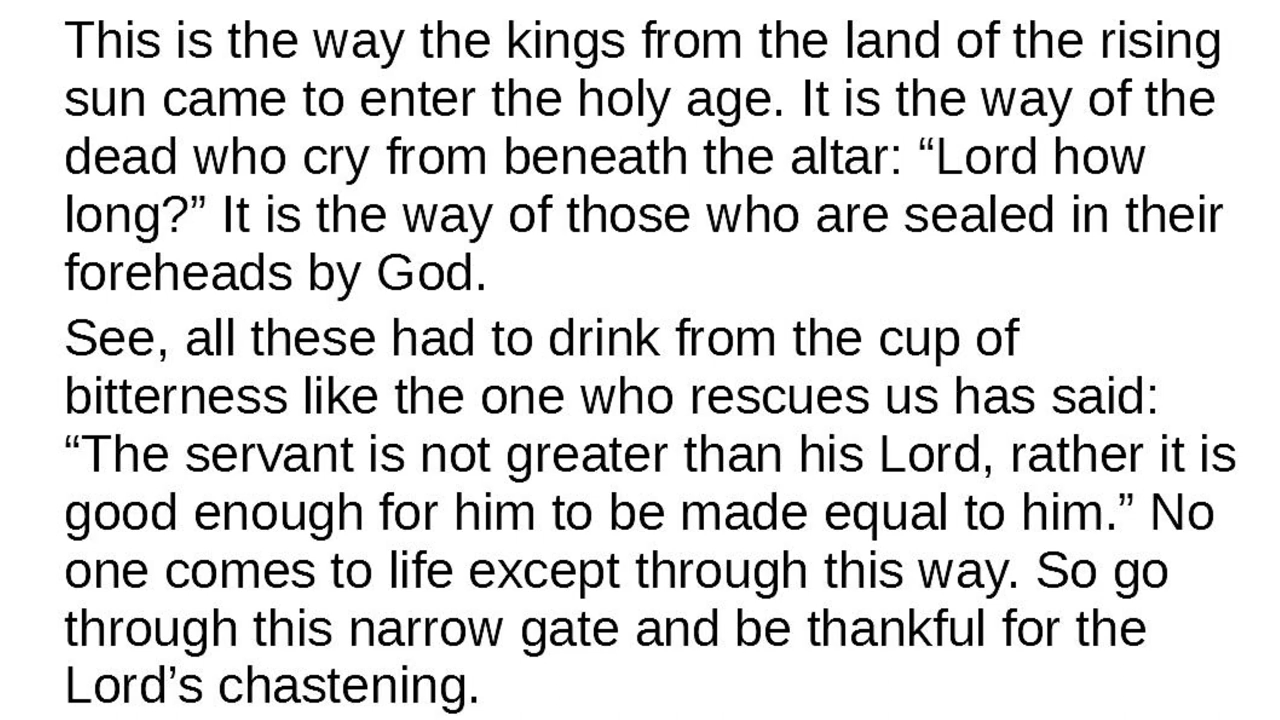 This is the way the kings from the land of the rising
sun came to enter the holy age. It is the way of the
dead who cry from beneath the altar: “Lord how
long?” It is the way of those who are sealed in their
foreheads by God.
See, all these had to drink from the cup of
bitterness like the one who rescues us has said:
“The servant is not greater than his Lord, rather it is
good enough for him to be made equal to him.” No
one comes to life except through this way. So go
through this narrow gate and be thankful for the
Lord’s chastening.